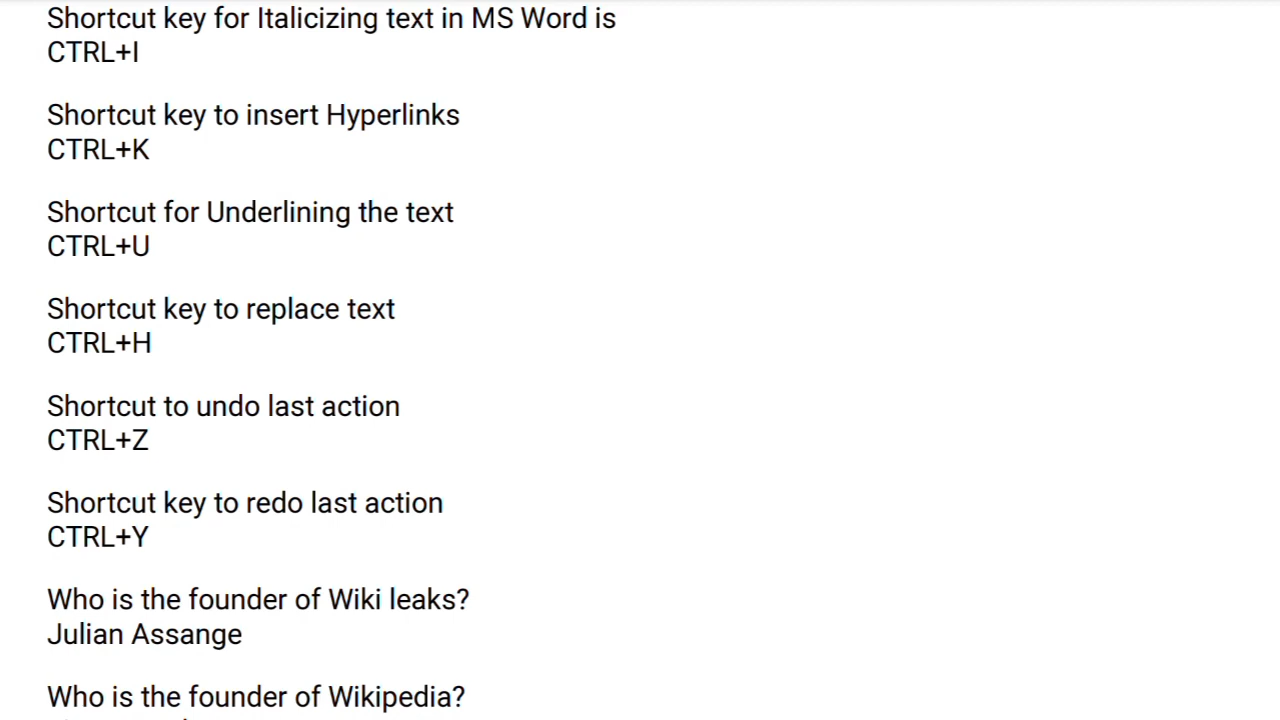 Shortcut key for Italicizing text in MS Word is
CTRL+I
Shortcut key to insert Hyperlinks
CTRL+K
Shortcut for Underlining the text
CTRL+U
Shortcut key to replace text
CTRL+H
Shortcut to undo last action
CTRL+Z
Shortcut key to redo last action
CTRL+Y
Who is the founder of Wiki leaks?
Julian Assange
Who is the founder of Wikipedia?